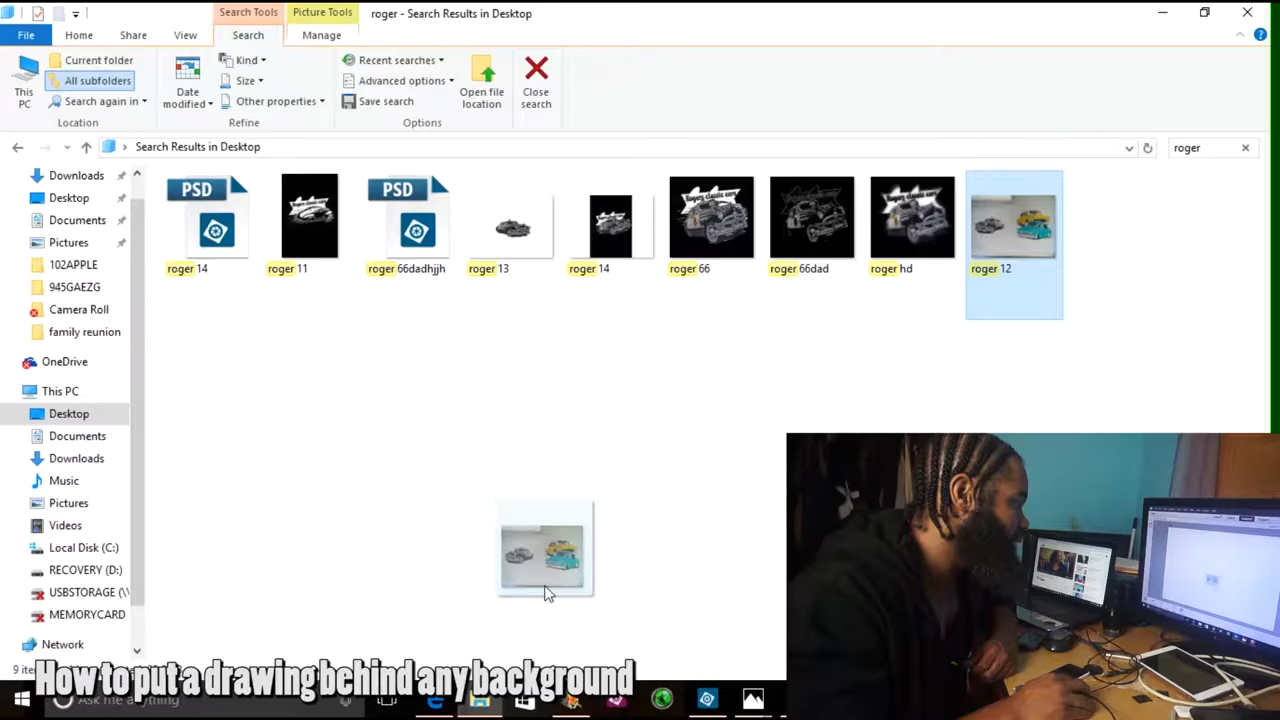 Search Tools
Picture Tools
roger - Search Results in Desktop
File
Home
Share
View
Search
Manage
This PC
Current folder
All subfolders
Search again in
Location
Date modified
Kind
Size
Other properties
Refine
Recent searches
Advanced options
Save search
Options
Open file location
Close search
Search Results in Desktop
roger
Downloads
Desktop
Documents
Pictures
102APPLE
945GAEZG
Camera Roll
family reunion
OneDrive
This PC
Desktop
Documents
Downloads
Music
Pictures
Videos
Local Disk (C:)
RECOVERY (D:)
USBSTORAGE (\\
MEMORYCARD
Network
PSD
PSD
roger 14
roger 11
roger 66dadhjjh
roger 13
roger 14
roger 66
roger 66dad
roger hd
roger 12
9 ite
How to put a drawing behind any background
Ask me anything